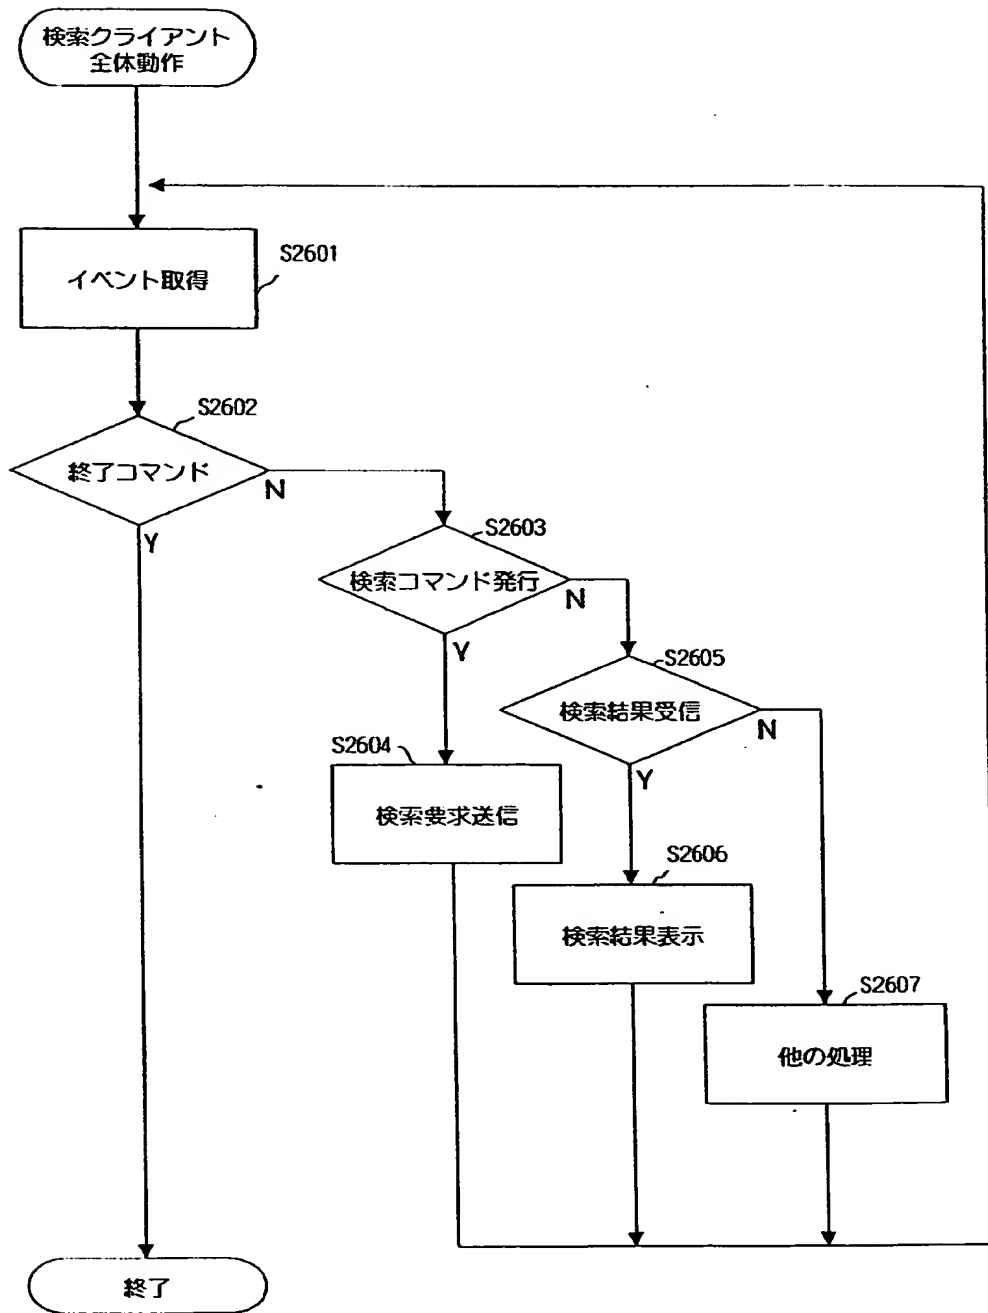 検索クライアント
全体動作
S2601
イベント取得
S2602
終了コマンド
N
Y
S2603
検索コマンド発行
N
Y
S2605
検索結果受信
N
Y
S2604
検索要求送信
S2606
検索結果表示
S2607
他の処理
終了